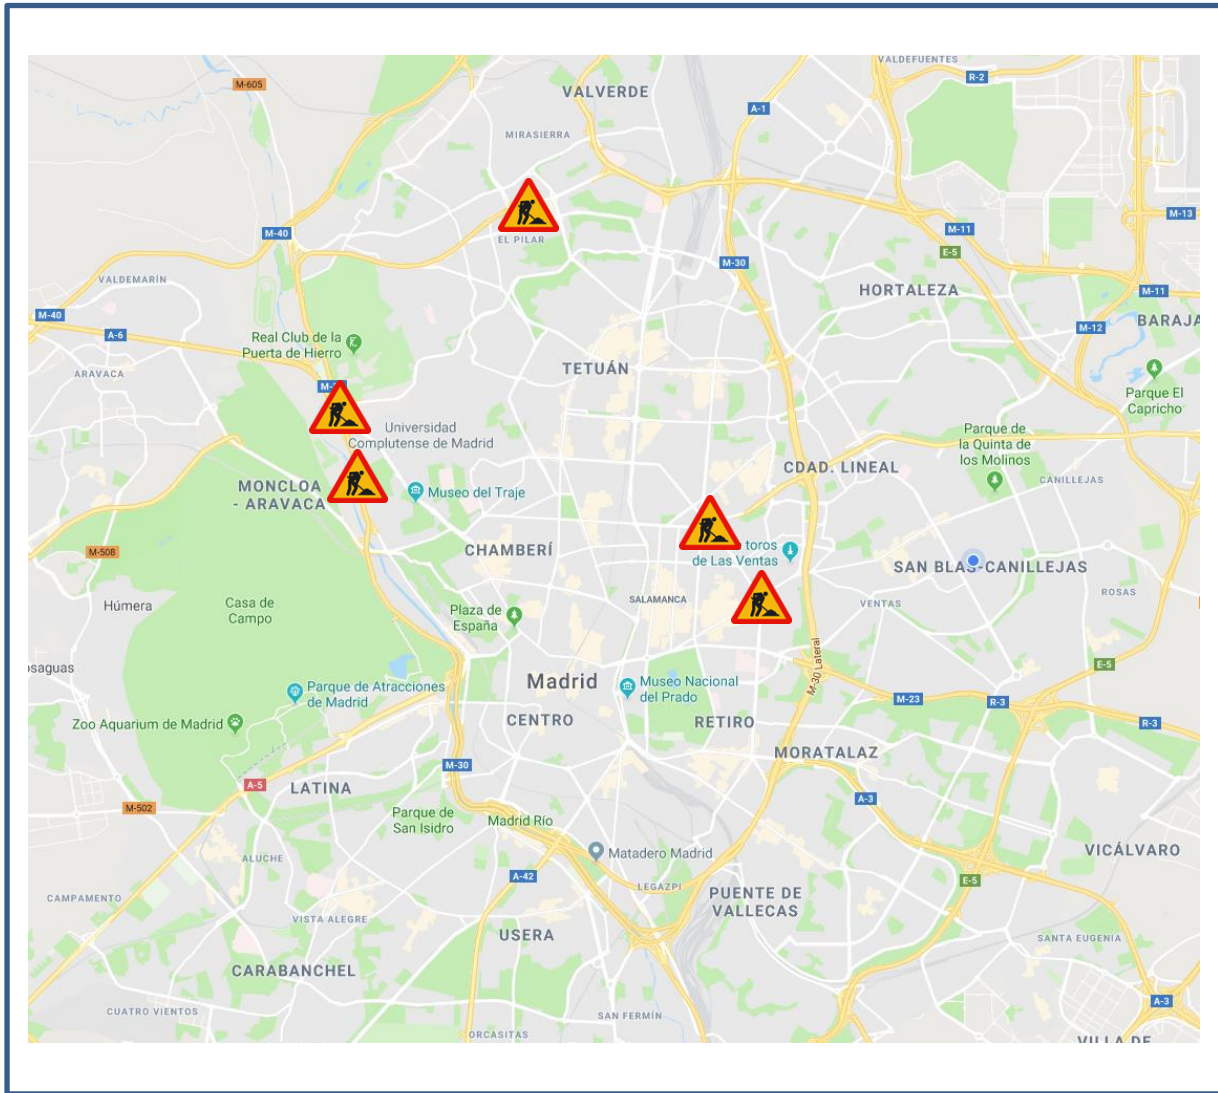 VALDEFUENTES
R-2
M-605
VALVERDE
A-1
MIRASIERRA
M-13
M-11
M-40
EL PILAR
E-5
M-30
VALDEMARÍN
HORTALEZA
M-11
M-40
BARAJA
M-12
A-6
Real Club de la
Puerta de Hierro
TETUÁN
ARAVACA
Parque El
Capricho
Universidad
Complutense de Madrid
Parque de
la Quinta de
los Molinos
CDAD. LINEAL
CANILLEJAS
MONCLOA
- ARAVACA
Museo del Traje
CHAMBERÍ
toros
de Las Ventas
M-508
SAN BLAS-CANILLEJAS
ROSAS
Húmera
Casa de
Campo
SALAMANCA
VENTAS
Plaza de
España
M-30 Lateral
osaguas
E-5
Madrid
Museo Nacional
del Prado
Parque de Atracciones
de Madrid
M-23
R-3
R-3
Zoo Aquarium de Madrid
CENTRO
RETIRO
MORATALAZ
M-30
A-5
LATINA
A-3
M-502
Parque de
San Isidro
Madrid Río
Matadero Madrid
VICÁLVARO
ALUCHE
A-42
LEGAZPI
E-5
PUENTE DE
VALLECAS
CAMPAMENTO
VISTA ALEGRE
USERA
SANTA EUGENIA
CARABANCHEL
A-3
CUATRO VIENTOS
SAN FERMÍN
ORCASITAS
VILLA DE